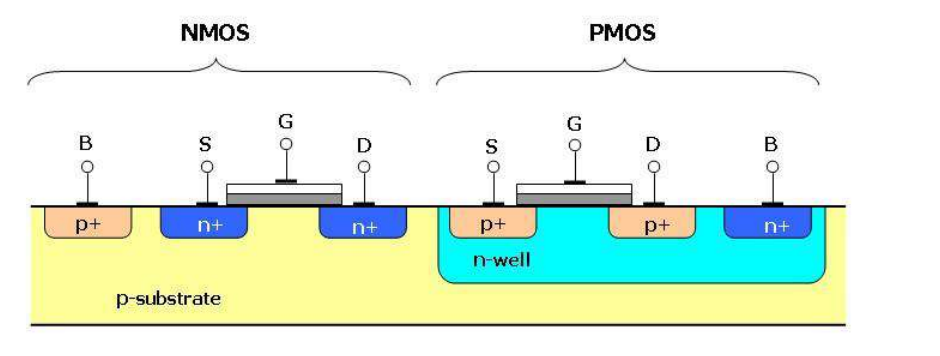 NMOS PMOS
B S G D S G D B
p+ n+ n+ p+ p+ n+
n-well
p-substrate